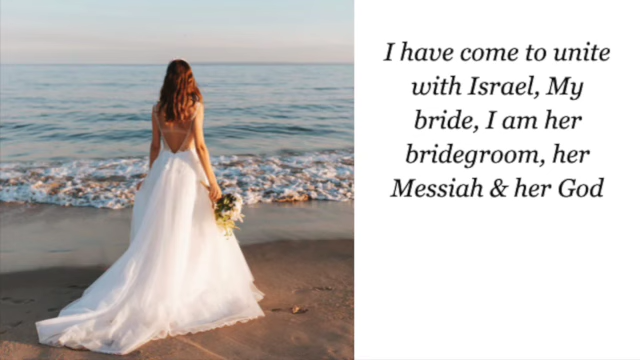 I have come to unite
with Israel, My
bride, I am her
bridegroom, her
Messiah & her God